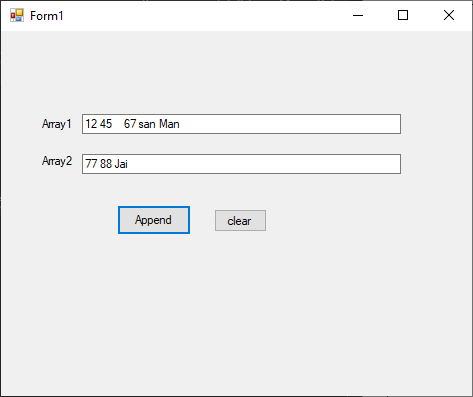 Form1
Array1 12 45    67 san Man
Array2 77 88 Jai
Append clear